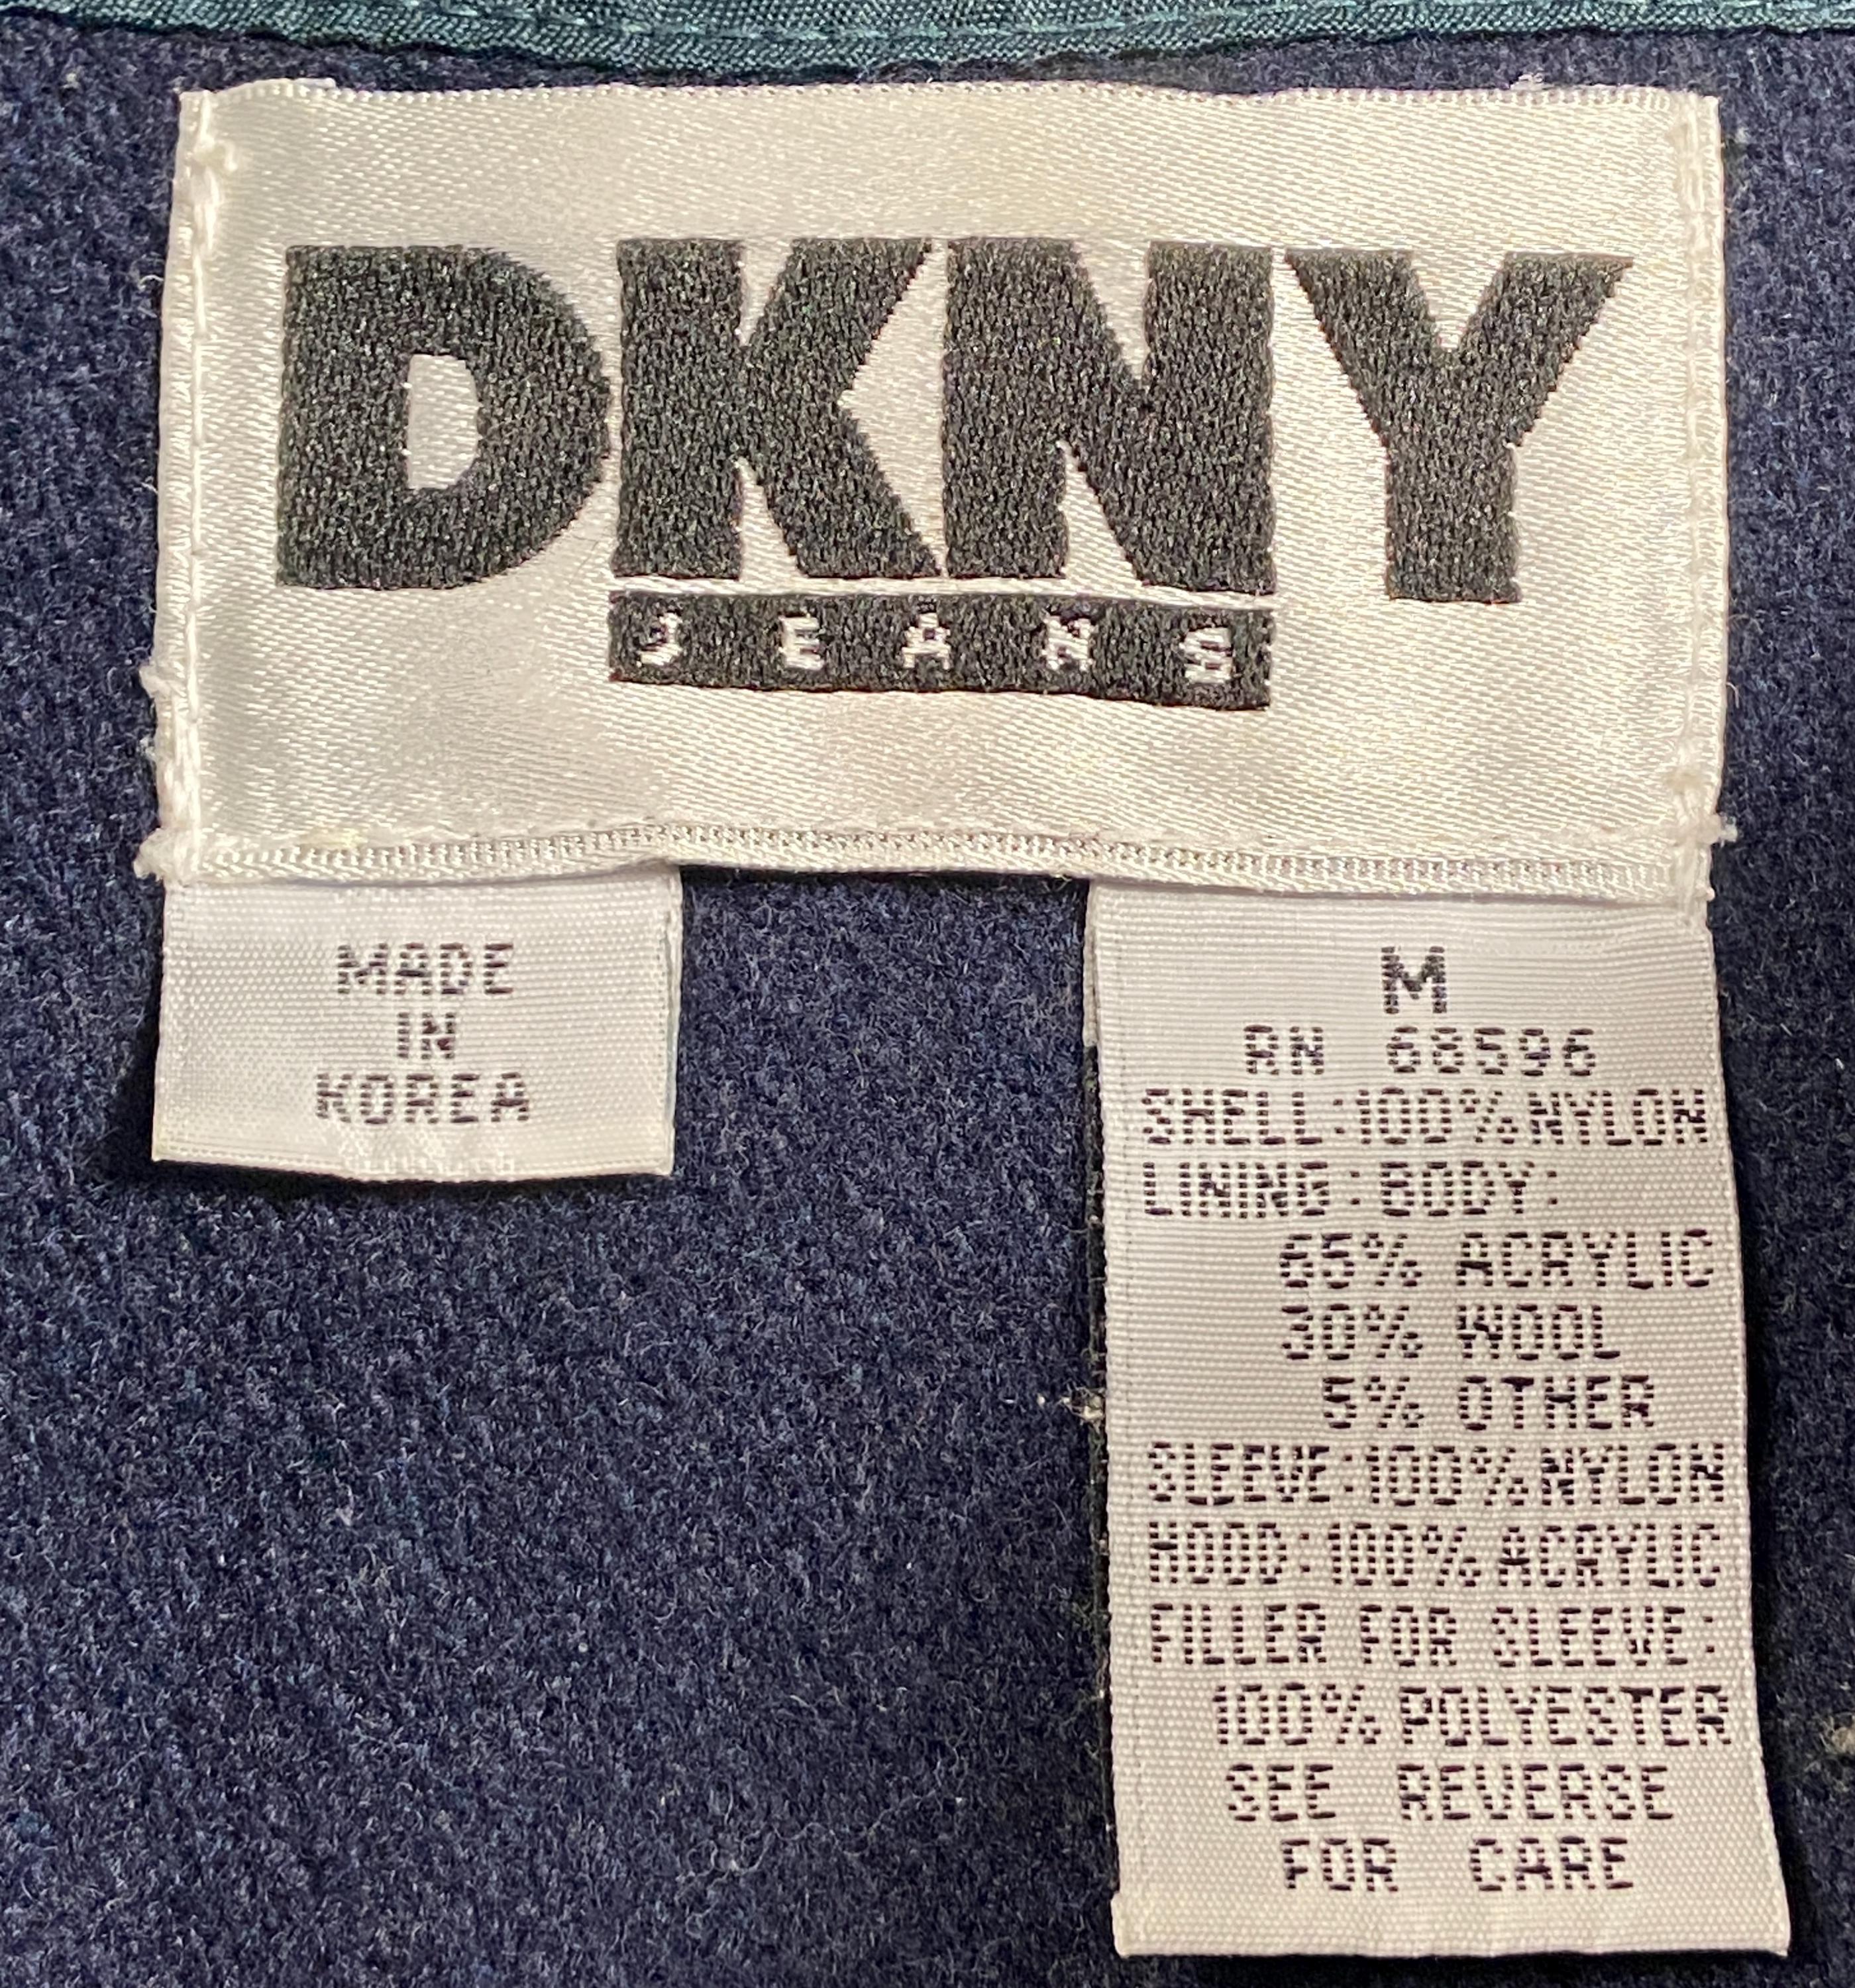 DKNY
JEANS
MADE
IN
KOREA
M
RN 68596
SHELL:100%NYLON
LINING:BODY:
65% ACRYLIC
30% WOOL
5% OTHER
SLEEVE:100%NYLON
HOOD:100%ACRYLIC
FILLER FOR SLEEVE:
100%POLYESTER
SEE REVERSE
FOR CARE